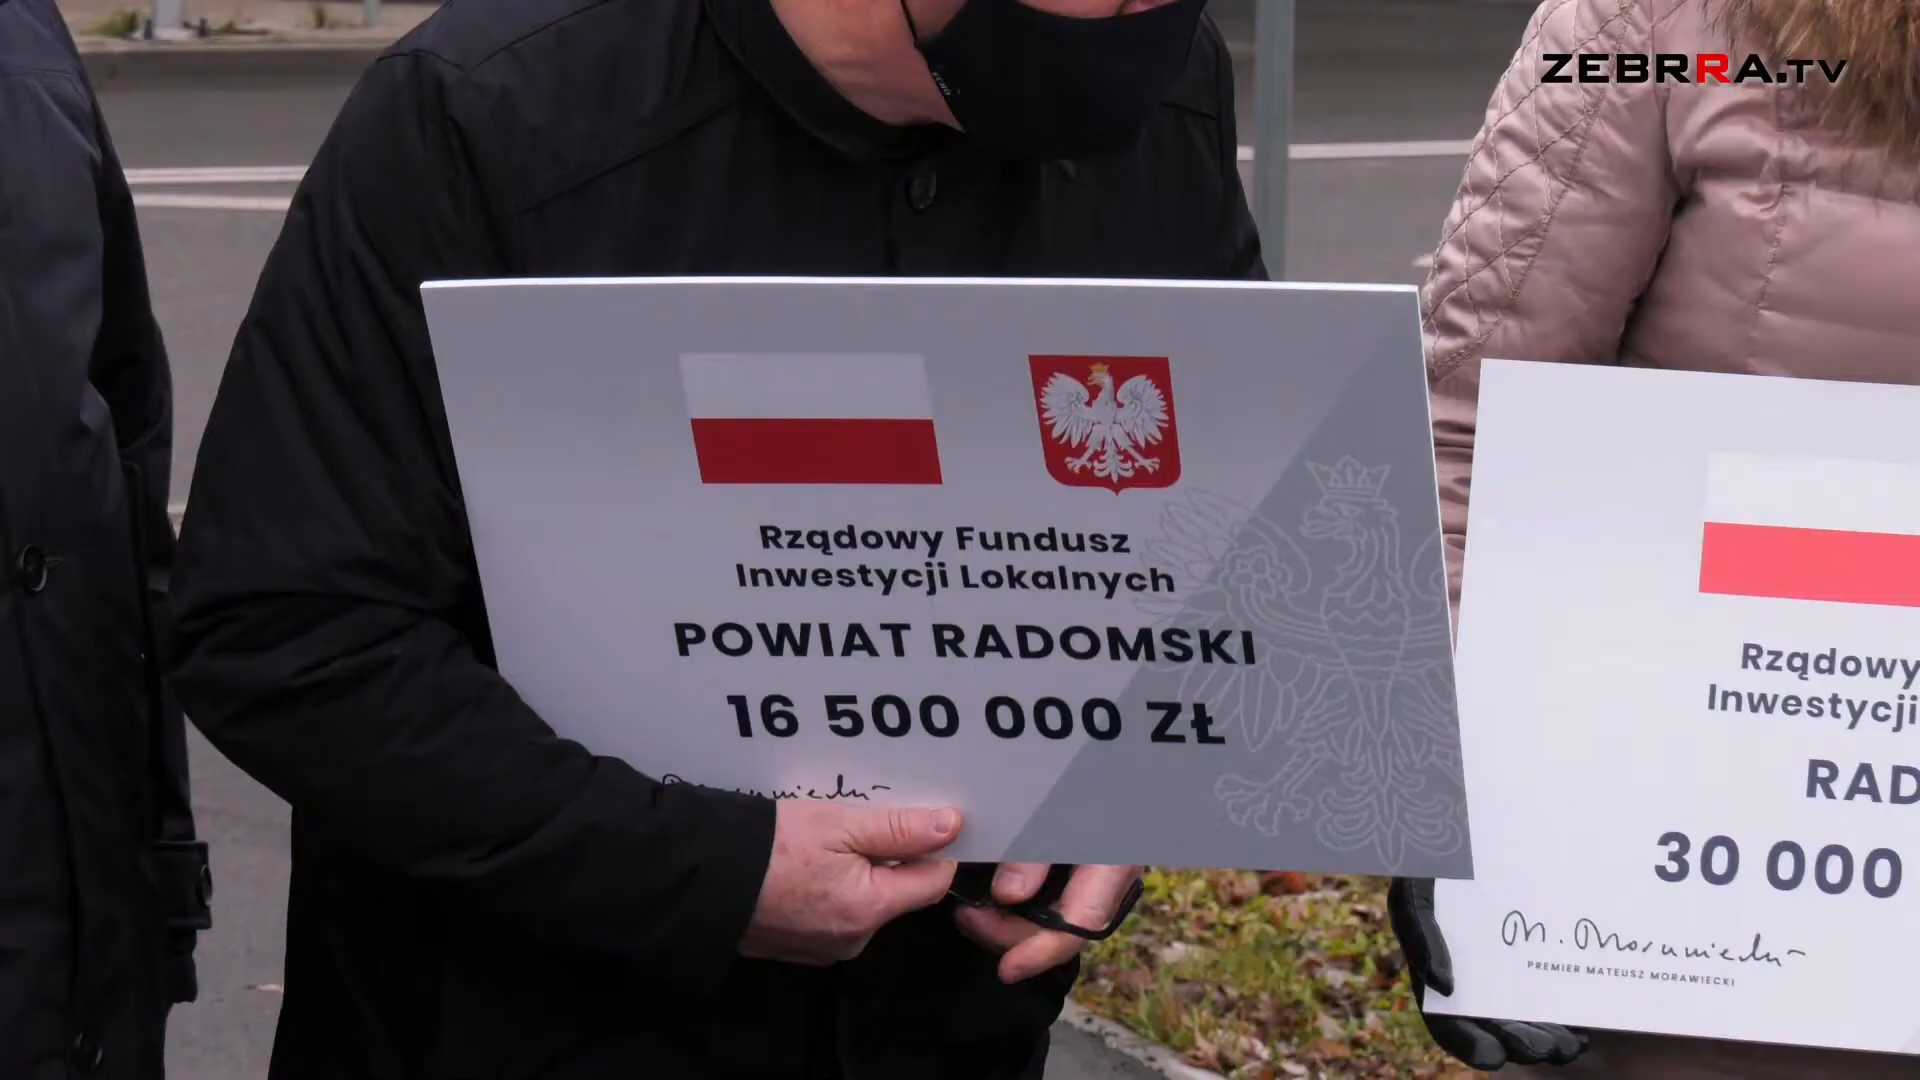 ZEBRRA.TV
Rządowy Fundusz
Inwestycji Lokalnych
POWIAT RADOMSKI
16 500 000 ZŁ
Rządowy
Inwestycji
RAD
30 000
M. Morawiecki
PREMIER MATEUSZ MORAWIECKI